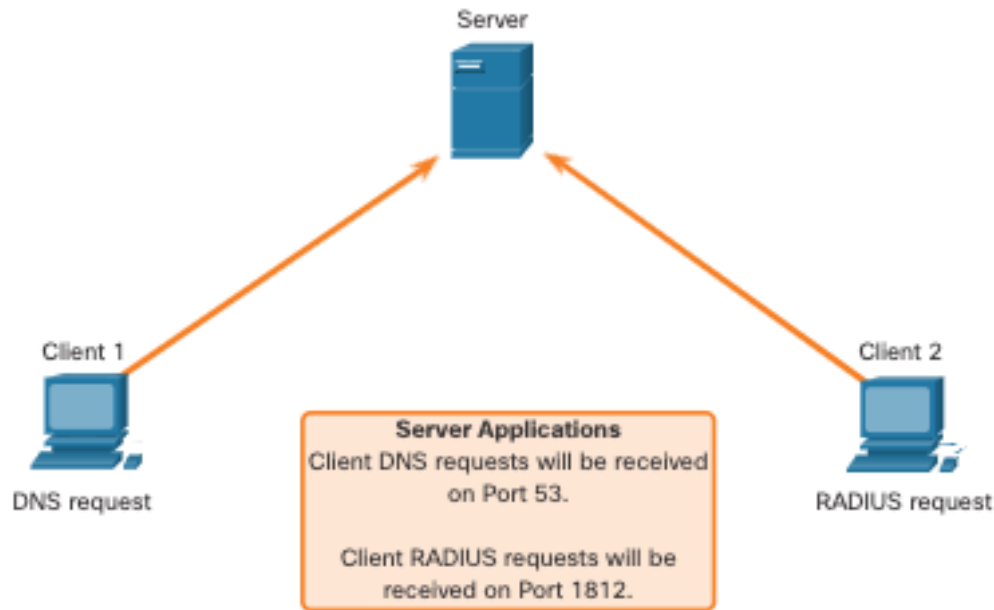 Server
Client 1
Client 2
DNS request
RADIUS request
Server Applications
Client DNS requests will be received
on Port 53.
Client RADIUS requests will be
received on Port 1812.